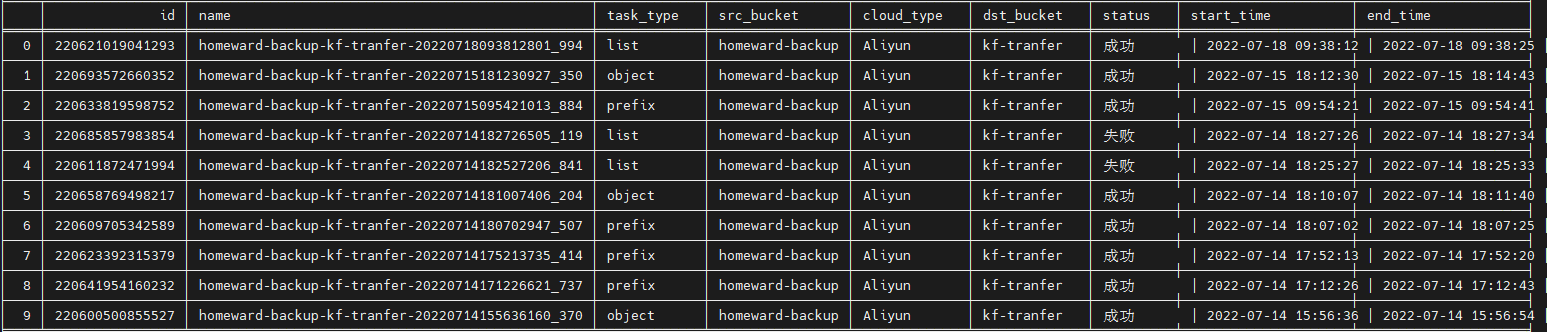 id name task_type src_bucket cloud_type dst_bucket status start_time end_time
0 220621019041293 homeward-backup-kf-tranfer-20220718093812801_994 list homeward-backup Aliyun kf-tranfer 成功 2022-07-18 09:38:12 2022-07-18 09:38:25
1 220693572660352 homeward-backup-kf-tranfer-20220715181230927_350 object homeward-backup Aliyun kf-tranfer 成功 2022-07-15 18:12:30 2022-07-15 18:14:43
2 220633819598752 homeward-backup-kf-tranfer-20220715095421013_884 prefix homeward-backup Aliyun kf-tranfer 成功 2022-07-15 09:54:21 2022-07-15 09:54:41
3 220685857983854 homeward-backup-kf-tranfer-20220714182726505_119 list homeward-backup Aliyun kf-tranfer 失败 2022-07-14 18:27:26 2022-07-14 18:27:34
4 220611872471994 homeward-backup-kf-tranfer-20220714182527206_841 list homeward-backup Aliyun kf-tranfer 失败 2022-07-14 18:25:27 2022-07-14 18:25:33
5 220658769498217 homeward-backup-kf-tranfer-20220714181007406_204 object homeward-backup Aliyun kf-tranfer 成功 2022-07-14 18:10:07 2022-07-14 18:11:40
6 220609705342589 homeward-backup-kf-tranfer-20220714180702947_507 prefix homeward-backup Aliyun kf-tranfer 成功 2022-07-14 18:07:02 2022-07-14 18:07:25
7 220623392315379 homeward-backup-kf-tranfer-20220714175213735_414 prefix homeward-backup Aliyun kf-tranfer 成功 2022-07-14 17:52:13 2022-07-14 17:52:20
8 220641954160232 homeward-backup-kf-tranfer-20220714171226621_737 prefix homeward-backup Aliyun kf-tranfer 成功 2022-07-14 17:12:26 2022-07-14 17:12:43
9 220600500855527 homeward-backup-kf-tranfer-20220714155636160_370 object homeward-backup Aliyun kf-tranfer 成功 2022-07-14 15:56:36 2022-07-14 15:56:54